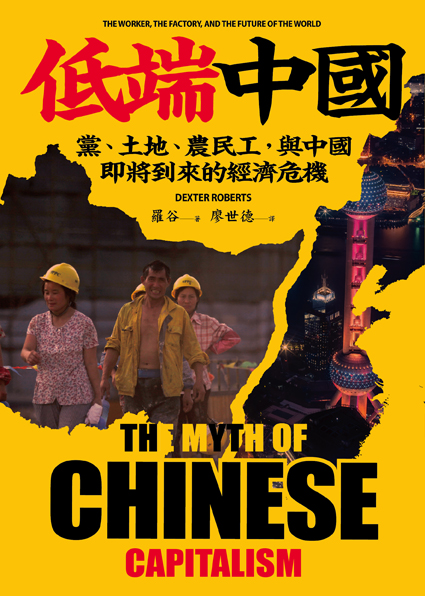 THE WORKER, THE FACTORY, AND THE FUTURE OF THE WORLD
低端中國
黨、土地、農民工，與中國
即將到來的經濟危機
DEXTER ROBERTS
羅谷—著 廖世德—譯
THE MYTH OF
CHINESE
CAPITALISM